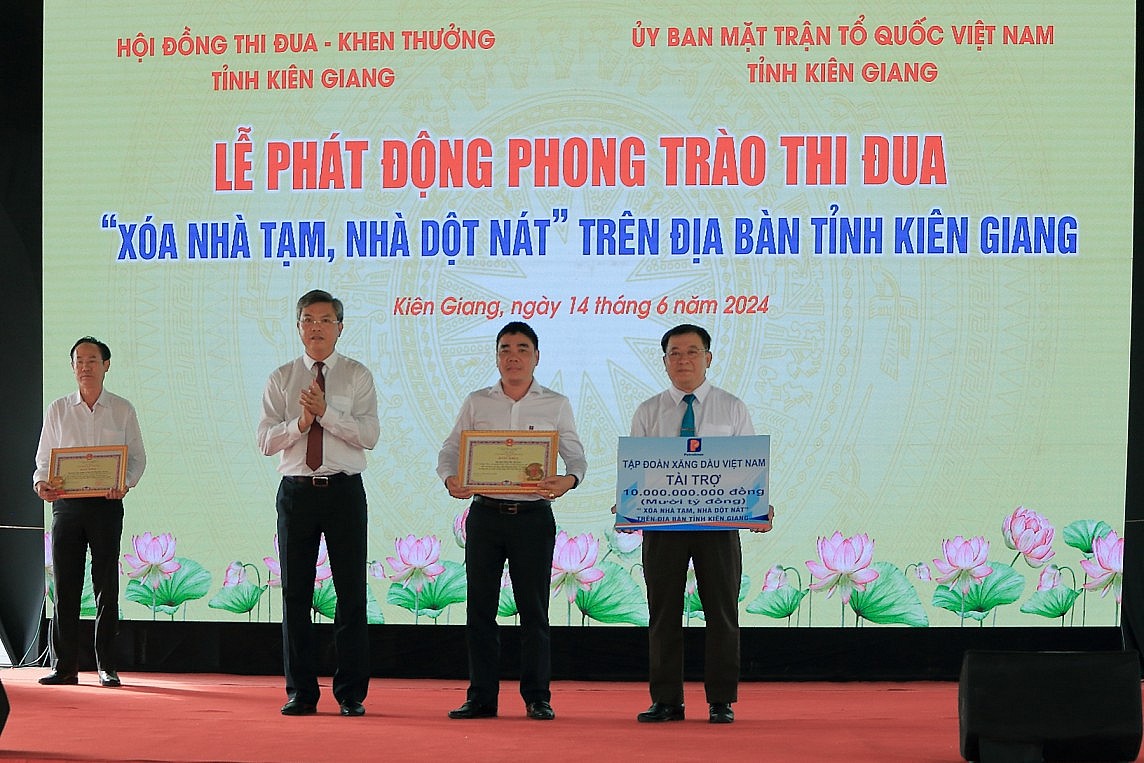 HỘI ĐỒNG THI ĐUA - KHEN THƯỞNG
TỈNH KIÊN GIANG
ỦY BAN MẶT TRẬN TỔ QUỐC VIỆT NAM
TỈNH KIÊN GIANG
LỄ PHÁT ĐỘNG PHONG TRÀO THI ĐUA
“XÓA NHÀ TẠM, NHÀ DỘT NÁT” TRÊN ĐỊA BÀN TỈNH KIÊN GIANG
Kiên Giang, ngày 14 tháng 6 năm 2024
TẬP ĐOÀN XĂNG DẦU VIỆT NAM
TÀI TRỢ
10.000.000.000 đồng
(Mười tỷ đồng)
“ XÓA NHÀ TẠM, NHÀ DỘT NÁT”
TRÊN ĐỊA BÀN TỈNH KIÊN GIANG